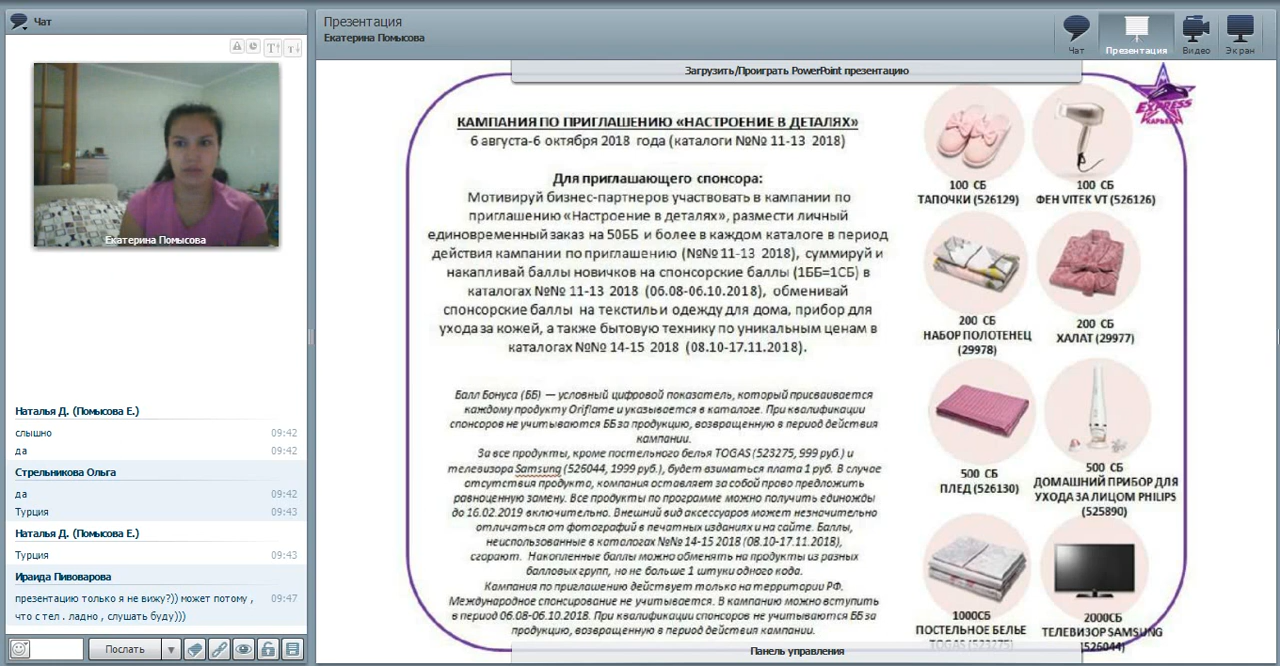 Чат
Екатерина Помысова
Наталья Д. (Помысова Е.)
слышно 09:42
да 09:42
Стрельникова Ольга
да 09:42
Турция 09:43
Наталья Д. (Помысова Е.)
Турция 09:43
Ираида Пивоварова
презентацию только я не вижу?)) может потому , 09:47
что с тел . ладно , слушать буду)))
Послать
Презентация
Екатерина Помысова
Чат
Презентация
Видео
Экран
Загрузить/Проиграть PowerPoint презентацию
КАМПАНИЯ ПО ПРИГЛАШЕНИЮ «НАСТРОЕНИЕ В ДЕТАЛЯХ»
6 августа-6 октября 2018 года (каталоги №№ 11-13 2018)
Для приглашающего спонсора:
Мотивируй бизнес-партнеров участвовать в кампании по
приглашению «Настроение в деталях», размести личный
единовременный заказ на 50ББ и более в каждом каталоге в период
действия кампании по приглашению (№№ 11-13 2018), суммируй и
накапливай баллы новичков на спонсорские баллы (1ББ=1СБ) в
каталогах №№ 11-13 2018 (06.08-06.10.2018), обменивай
спонсорские баллы на текстиль и одежду для дома, прибор для
ухода за кожей, а также бытовую технику по уникальным ценам в
каталогах №№ 14-15 2018 (08.10-17.11.2018).
Балл Бонуса (ББ) — условный цифровой показатель, который присваивается
каждому продукту Oriflame и указывается в каталоге. При квалификации
спонсоров не учитываются ББ за продукцию, возвращенную в период действия
кампании.
За все продукты, кроме постельного белья TOGAS (523275, 999 руб.) и
телевизора Samsung (526044, 1999 руб.), будет взиматься плата 1 руб. В случае
отсутствия продукта, компания оставляет за собой право предложить
равноценную замену. Все продукты по программе можно получить единожды
до 16.02.2019 включительно. Внешний вид аксессуаров может незначительно
отличаться от фотографий в печатных изданиях и на сайте. Баллы,
неиспользованные в каталогах №№ 14-15 2018 (08.10-17.11.2018),
сгорают. Накопленные баллы можно обменять на продукты из разных
балловых групп, но не больше 1 штуки одного кода.
Кампания по приглашению действует только на территории РФ.
Международное спонсирование не учитывается. В кампанию можно вступить
в период 06.08-06.10.2018. При квалификации спонсоров не учитываются ББ за
продукцию, возвращенную в период действия кампании.
EXPRESS
КАРЬЕРА
100 СБ
ТАПОЧКИ (526129)
100 СБ
ФЕН VITEK VT (526126)
200 СБ
НАБОР ПОЛОТЕНЕЦ
(29978)
200 СБ
ХАЛАТ (29977)
500 СБ
ПЛЕД (526130)
500 СБ
ДОМАШНИЙ ПРИБОР ДЛЯ
УХОДА ЗА ЛИЦОМ PHILIPS
(525890)
1000СБ
ПОСТЕЛЬНОЕ БЕЛЬЕ
TOGAS (523275)
2000СБ
ТЕЛЕВИЗОР SAMSUNG
(526044)
Панель управления